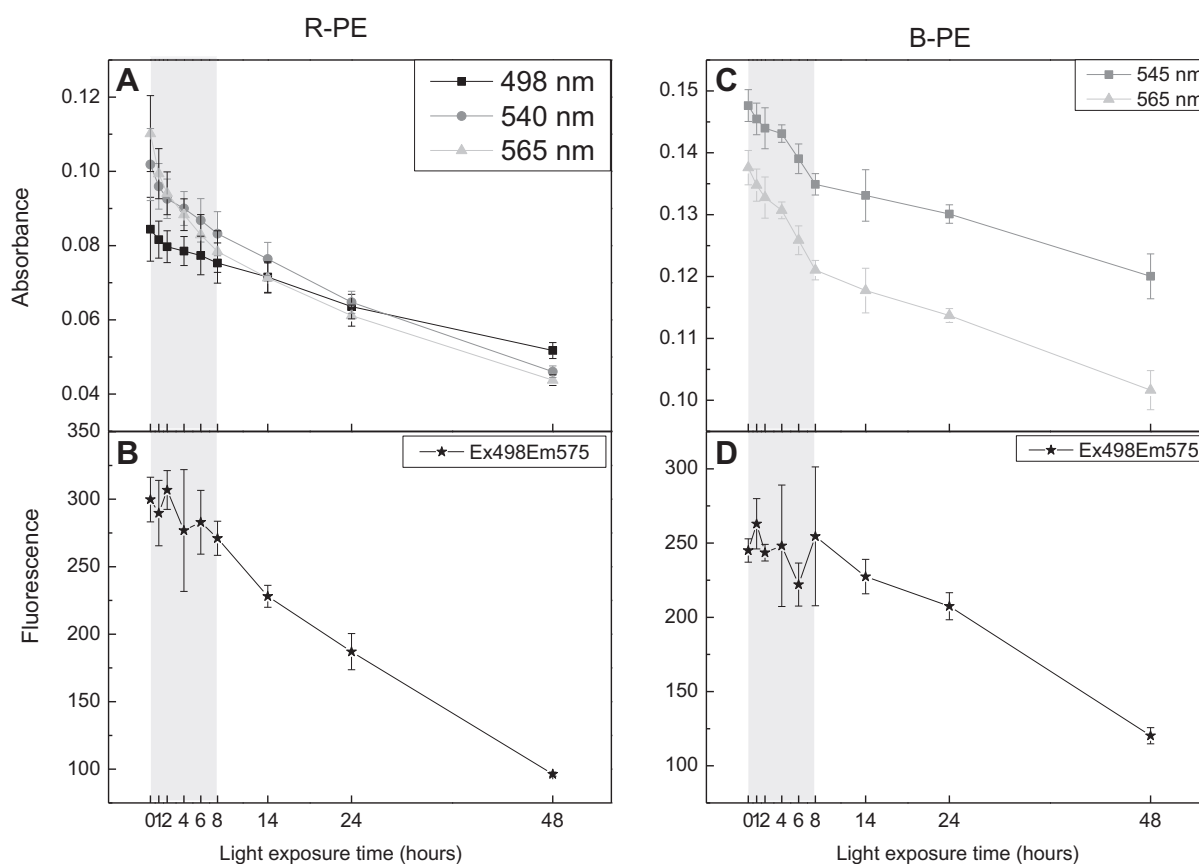 R-PE
B-PE
A
498 nm
540 nm
565 nm
0.12
0.10
0.08
0.06
0.04
Absorbance
C
545 nm
565 nm
0.15
0.14
0.13
0.12
0.11
0.10
B
Ex498Em575
350
300
250
200
150
100
Fluorescence
0 1 2 4 6 8 14 24 48
Light exposure time (hours)
D
Ex498Em575
300
250
200
150
100
0 1 2 4 6 8 14 24 48
Light exposure time (hours)